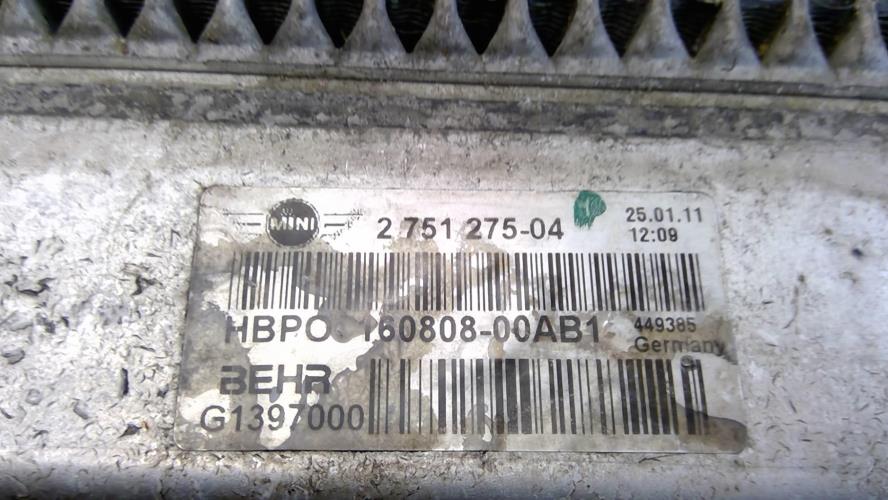 MINI 2 751 275-04 25.01.11
12:09
HBPO 160808-00AB1 449385
Germany
BEHR
G1397000